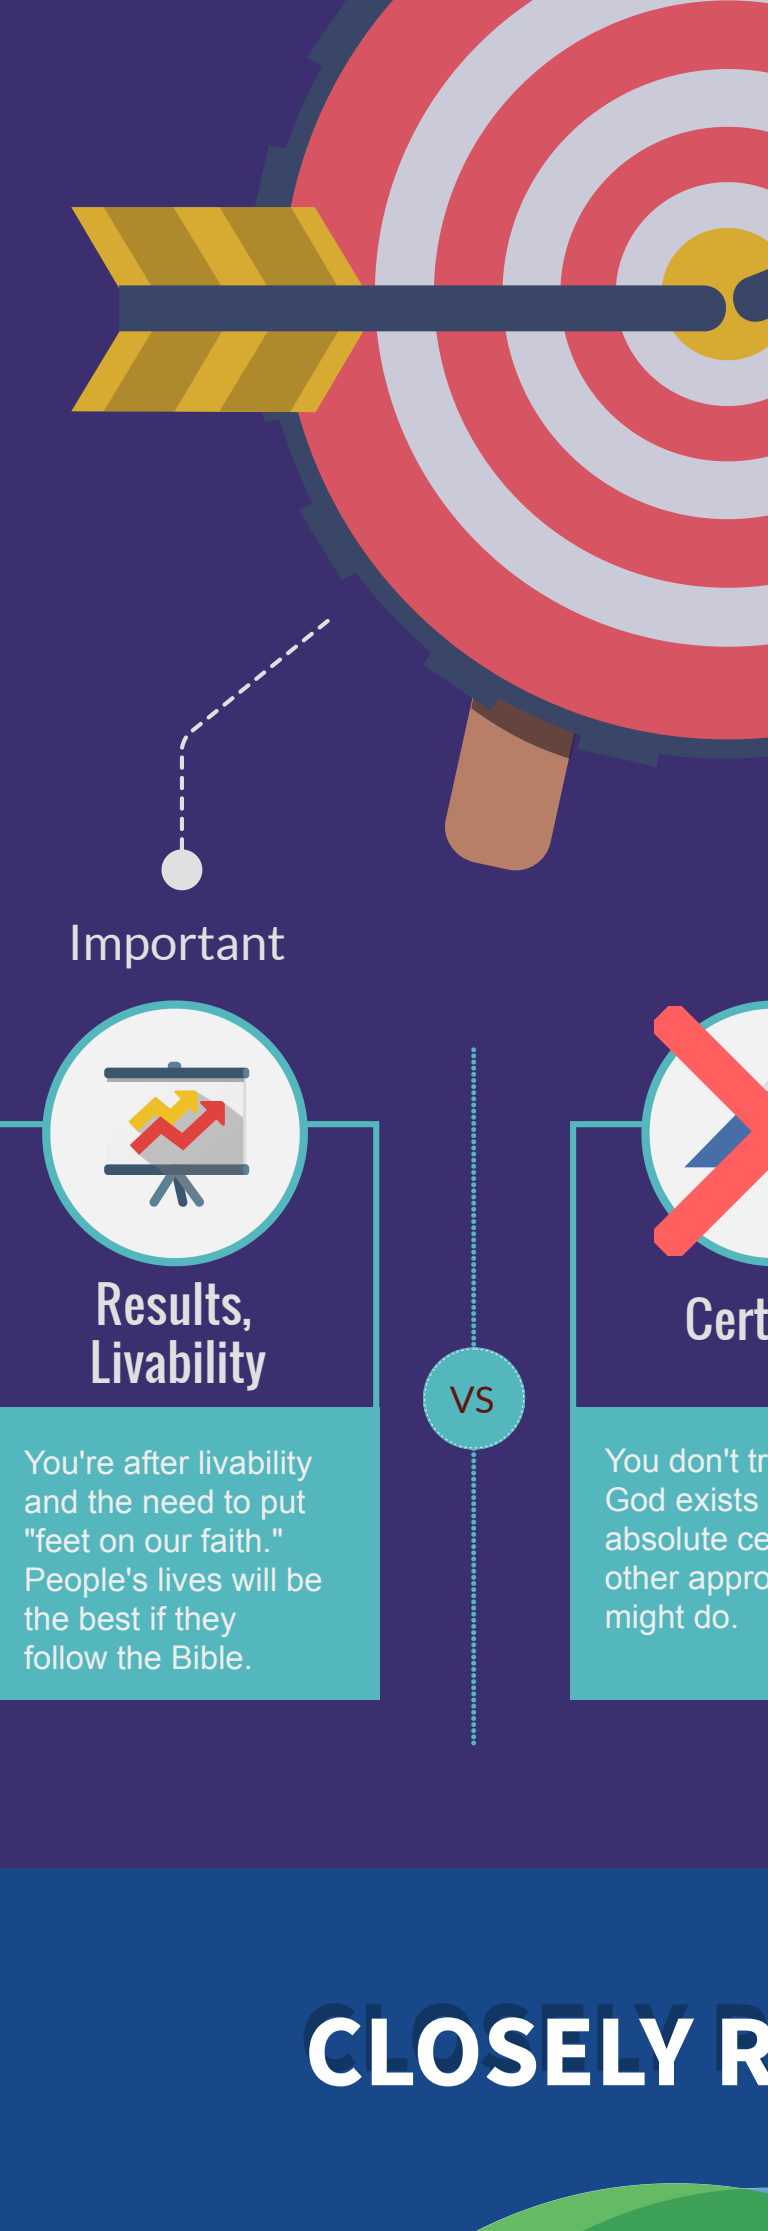 Important
Results,
Livability
VS
You're after livability
and the need to put
"feet on our faith."
People's lives will be
the best if they
follow the Bible.
Cert
You don't tr
God exists
absolute ce
other appro
might do.
CLOSELY R